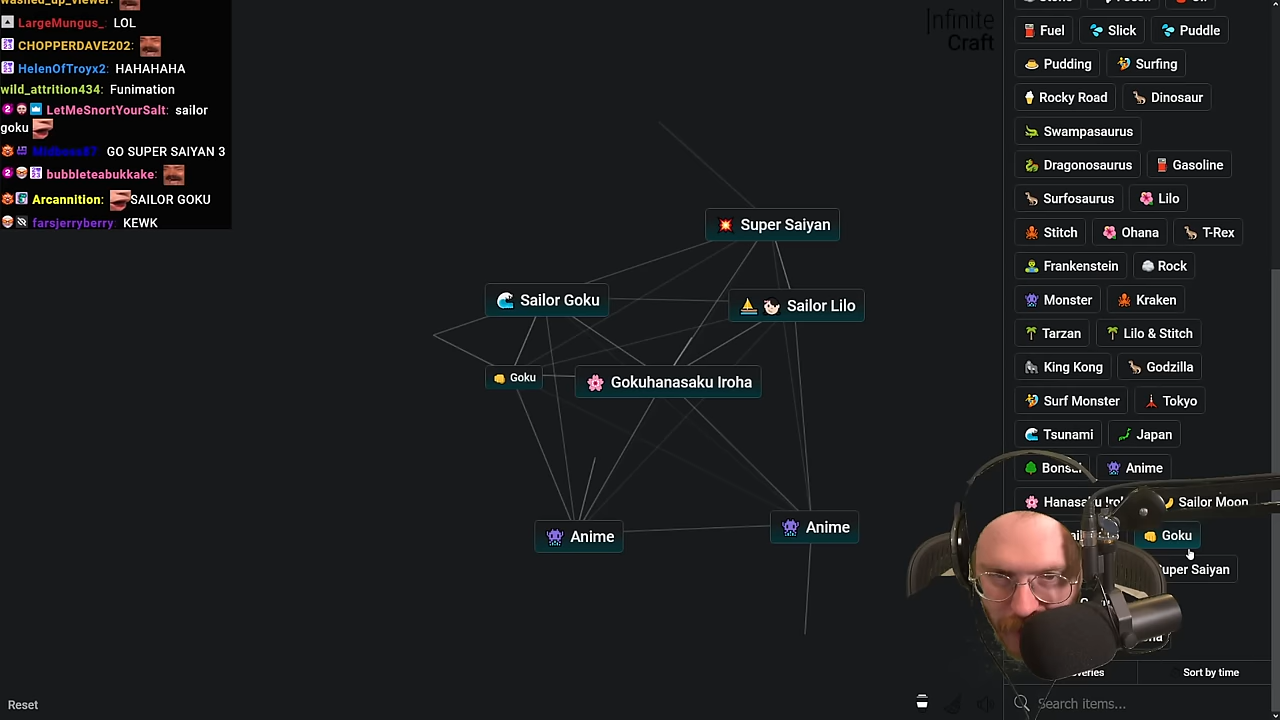 washed_up_viewer:
LargeMungus_: LOL
CHOPPERDAVE202:
HelenOfTroyx2: HAHAHAHA
wild_attrition434: Funimation
LetMeSnortYourSalt: sailor
goku
GO SUPER SAIYAN 3
bubbleteabukkake:
Arcannition: SAILOR GOKU
farsjerryberry: KEWK
Infinite
Craft
Super Saiyan
Sailor Goku
Sailor Lilo
Goku
Gokuhanasaku Iroha
Anime
Anime
Reset
Fuel Slick Puddle
Pudding Surfing
Rocky Road Dinosaur
Swampasaurus
Dragonosaurus Gasoline
Surfosaurus Lilo
Stitch Ohana T-Rex
Frankenstein Rock
Monster Kraken
Tarzan Lilo & Stitch
King Kong Godzilla
Surf Monster Tokyo
Tsunami Japan
Bonsai Anime
Hanasaku Iroha Sailor Moon
Goku
Super Saiyan
Sort by time
Search items...